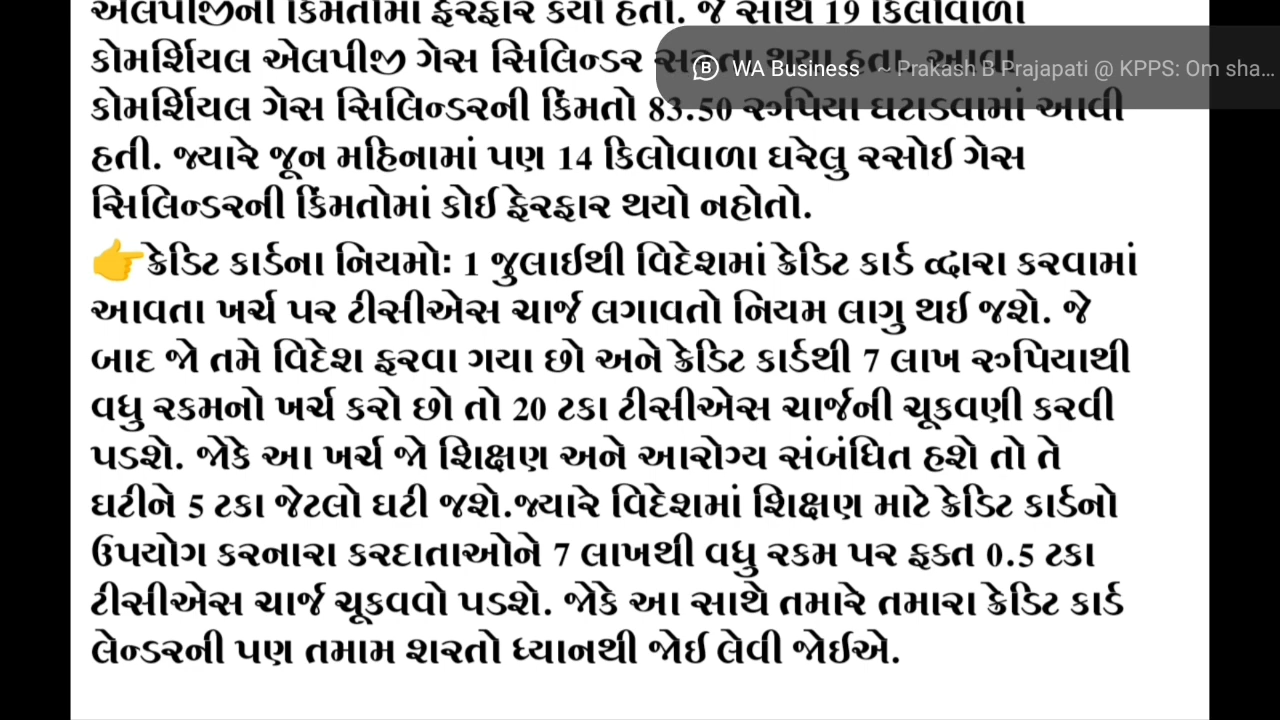 એલપીજીની કિંમતોમાં ફેરફાર કર્યો હતો. જે સાથે 19 કિલોવાળા
કોમર્શિયલ એલપીજી ગેસ સિલિન્ડર સસ્તા થયા હતા. આવા
WA Business ~ Prakash B Prajapati @ KPPS: Om sha...
કોમર્શિયલ ગેસ સિલિન્ડરની કિંમતો 83.50 રુપિયા ઘટાડવામાં આવી
હતી. જ્યારે જૂન મહિનામાં પણ 14 કિલોવાળા ઘરેલુ રસોઈ ગેસ
સિલિન્ડરની કિંમતોમાં કોઈ ફેરફાર થયો નહોતો.
👉ક્રેડિટ કાર્ડના નિયમોઃ 1 જુલાઈથી વિદેશમાં ક્રેડિટ કાર્ડ વ્દારા કરવામાં
આવતા ખર્ચ પર ટીસીએસ ચાર્જ લગાવતો નિયમ લાગુ થઈ જશે. જે
બાદ જો તમે વિદેશ ફરવા ગયા છો અને ક્રેડિટ કાર્ડથી 7 લાખ રુપિયાથી
વધુ રકમનો ખર્ચ કરો છો તો 20 ટકા ટીસીએસ ચાર્જની ચૂકવણી કરવી
પડશે. જોકે આ ખર્ચ જો શિક્ષણ અને આરોગ્ય સંબંધિત હશે તો તે
ઘટીને 5 ટકા જેટલો ઘટી જશે.જ્યારે વિદેશમાં શિક્ષણ માટે ક્રેડિટ કાર્ડનો
ઉપયોગ કરનારા કરદાતાઓને 7 લાખથી વધુ રકમ પર ફક્ત 0.5 ટકા
ટીસીએસ ચાર્જ ચૂકવવો પડશે. જોકે આ સાથે તમારે તમારા ક્રેડિટ કાર્ડ
લેન્ડરની પણ તમામ શરતો ધ્યાનથી જોઈ લેવી જોઈએ.